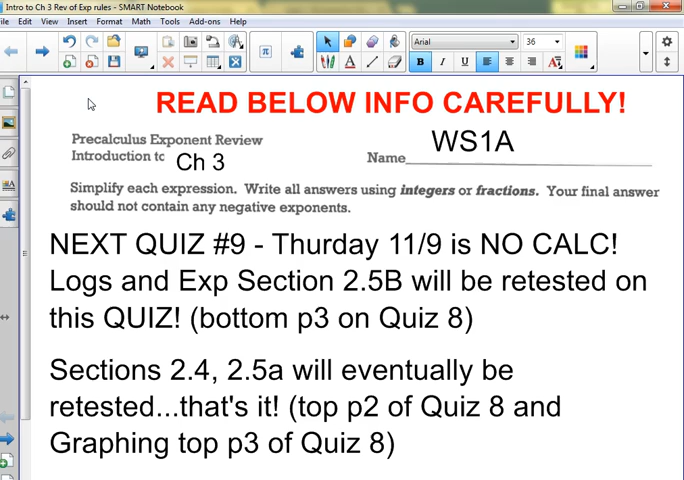 Intro to Ch 3 Rev of Exp rules - SMART Notebook
Edit View Insert Format Math Tools Add-ons Help
Arial 36
B I U
READ BELOW INFO CAREFULLY!
Precalculus Exponent Review
Introduction to Ch 3
Name WS1A
Simplify each expression. Write all answers using integers or fractions. Your final answer
should not contain any negative exponents.
NEXT QUIZ #9 - Thurday 11/9 is NO CALC!
Logs and Exp Section 2.5B will be retested on
this QUIZ! (bottom p3 on Quiz 8)
Sections 2.4, 2.5a will eventually be
retested...that's it! (top p2 of Quiz 8 and
Graphing top p3 of Quiz 8)